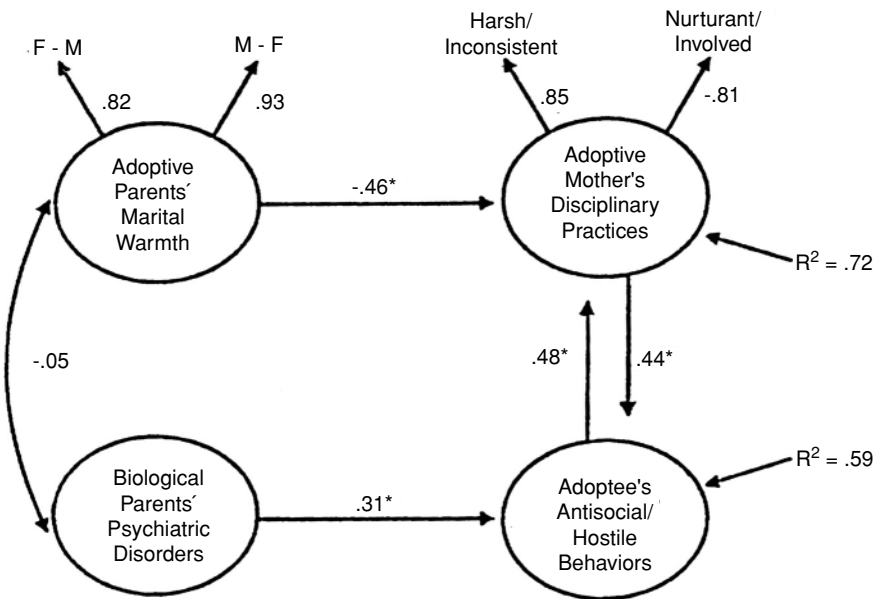 F - M
M - F
Harsh/
Inconsistent
Nurturant/
Involved
.82
.93
.85
-.81
Adoptive
Parents´
Marital
Warmth
-.46*
Adoptive
Mother's
Disciplinary
Practices
R² = .72
-.05
.48*
.44*
Biological
Parents´
Psychiatric
Disorders
.31*
Adoptee's
Antisocial/
Hostile
Behaviors
R² = .59